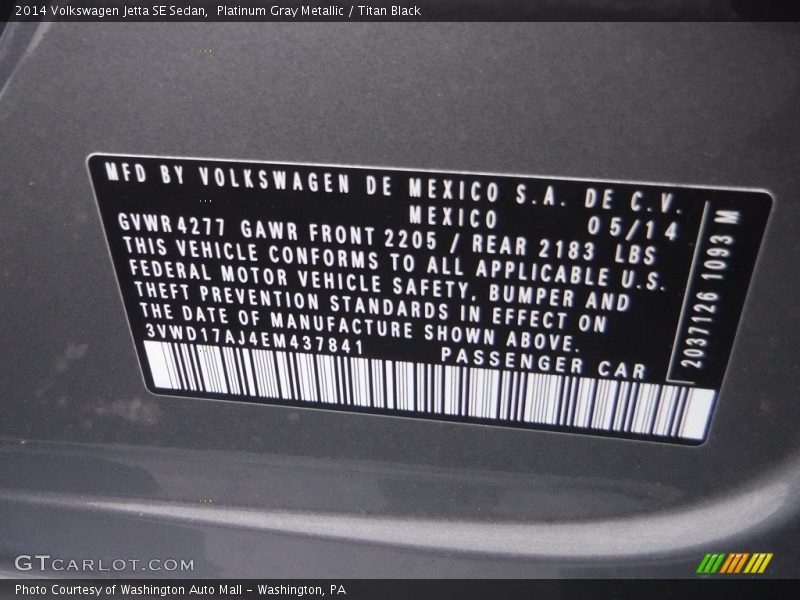 2014 Volkswagen Jetta SE Sedan,  Platinum Gray Metallic / Titan Black
MFD BY VOLKSWAGEN DE MEXICO S.A. DE C.V.
MEXICO 05/14
GVWR 4277 GAWR FRONT 2205 / REAR 2183 LBS
THIS VEHICLE CONFORMS TO ALL APPLICABLE U.S.
FEDERAL MOTOR VEHICLE SAFETY, BUMPER AND
THEFT PREVENTION STANDARDS IN EFFECT ON
THE DATE OF MANUFACTURE SHOWN ABOVE.
3VWD17AJ4EM437841 PASSENGER CAR
2037126 1093 M
GTCARLOT.COM
Photo Courtesy of Washington Auto Mall - Washington, PA